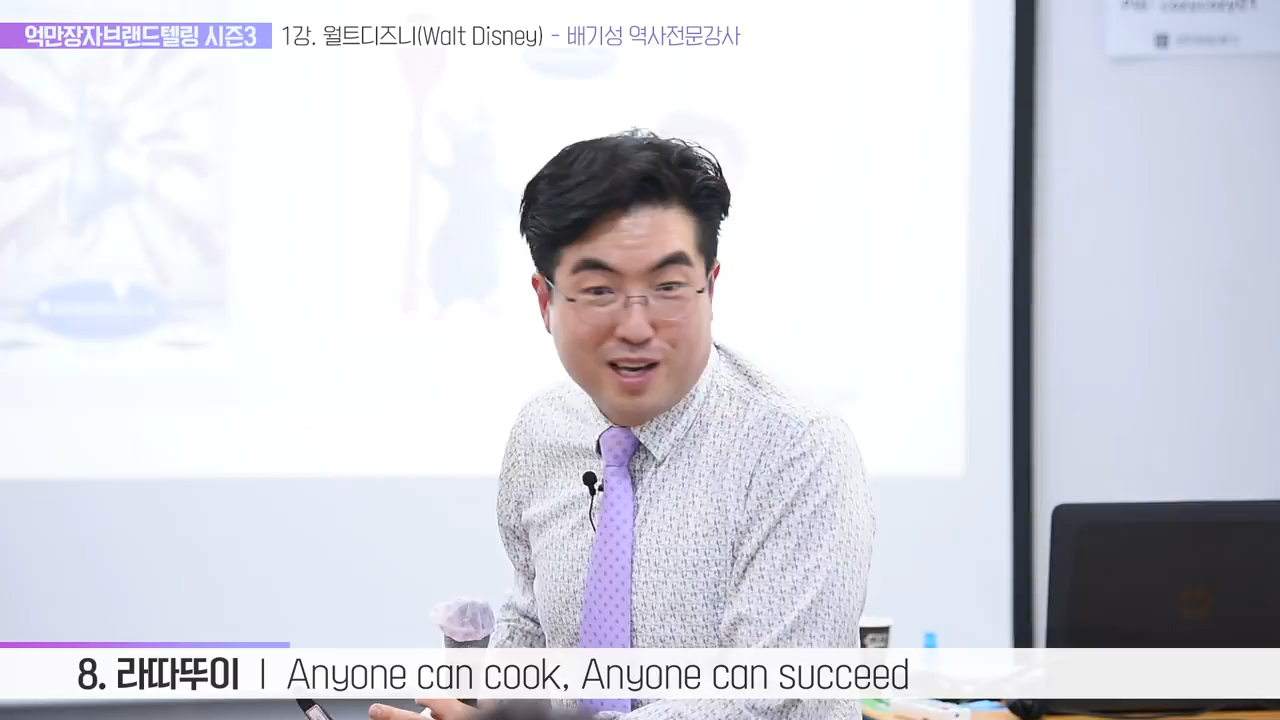 억만장자브랜드텔링 시즌3 1강. 월트디즈니(Walt Disney) - 배기성 역사전문강사
8. 라따뚜이 | Anyone can cook, Anyone can succeed